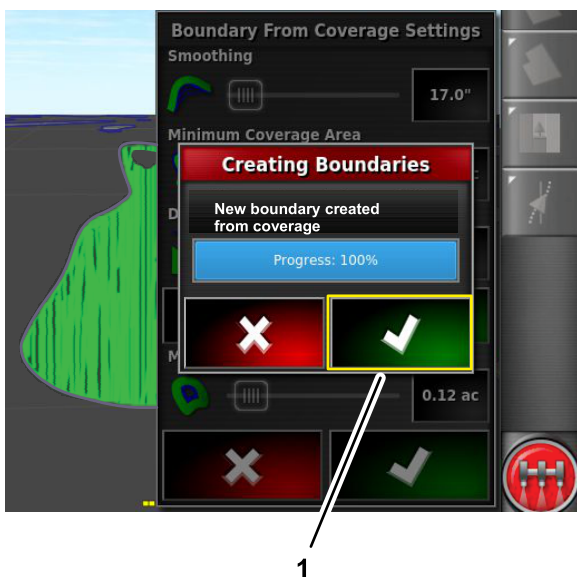 Boundary From Coverage Settings
Smoothing
17.0"
Minimum Coverage Area
Creating Boundaries
New boundary created
from coverage
Progress: 100%
0.12 ac
1